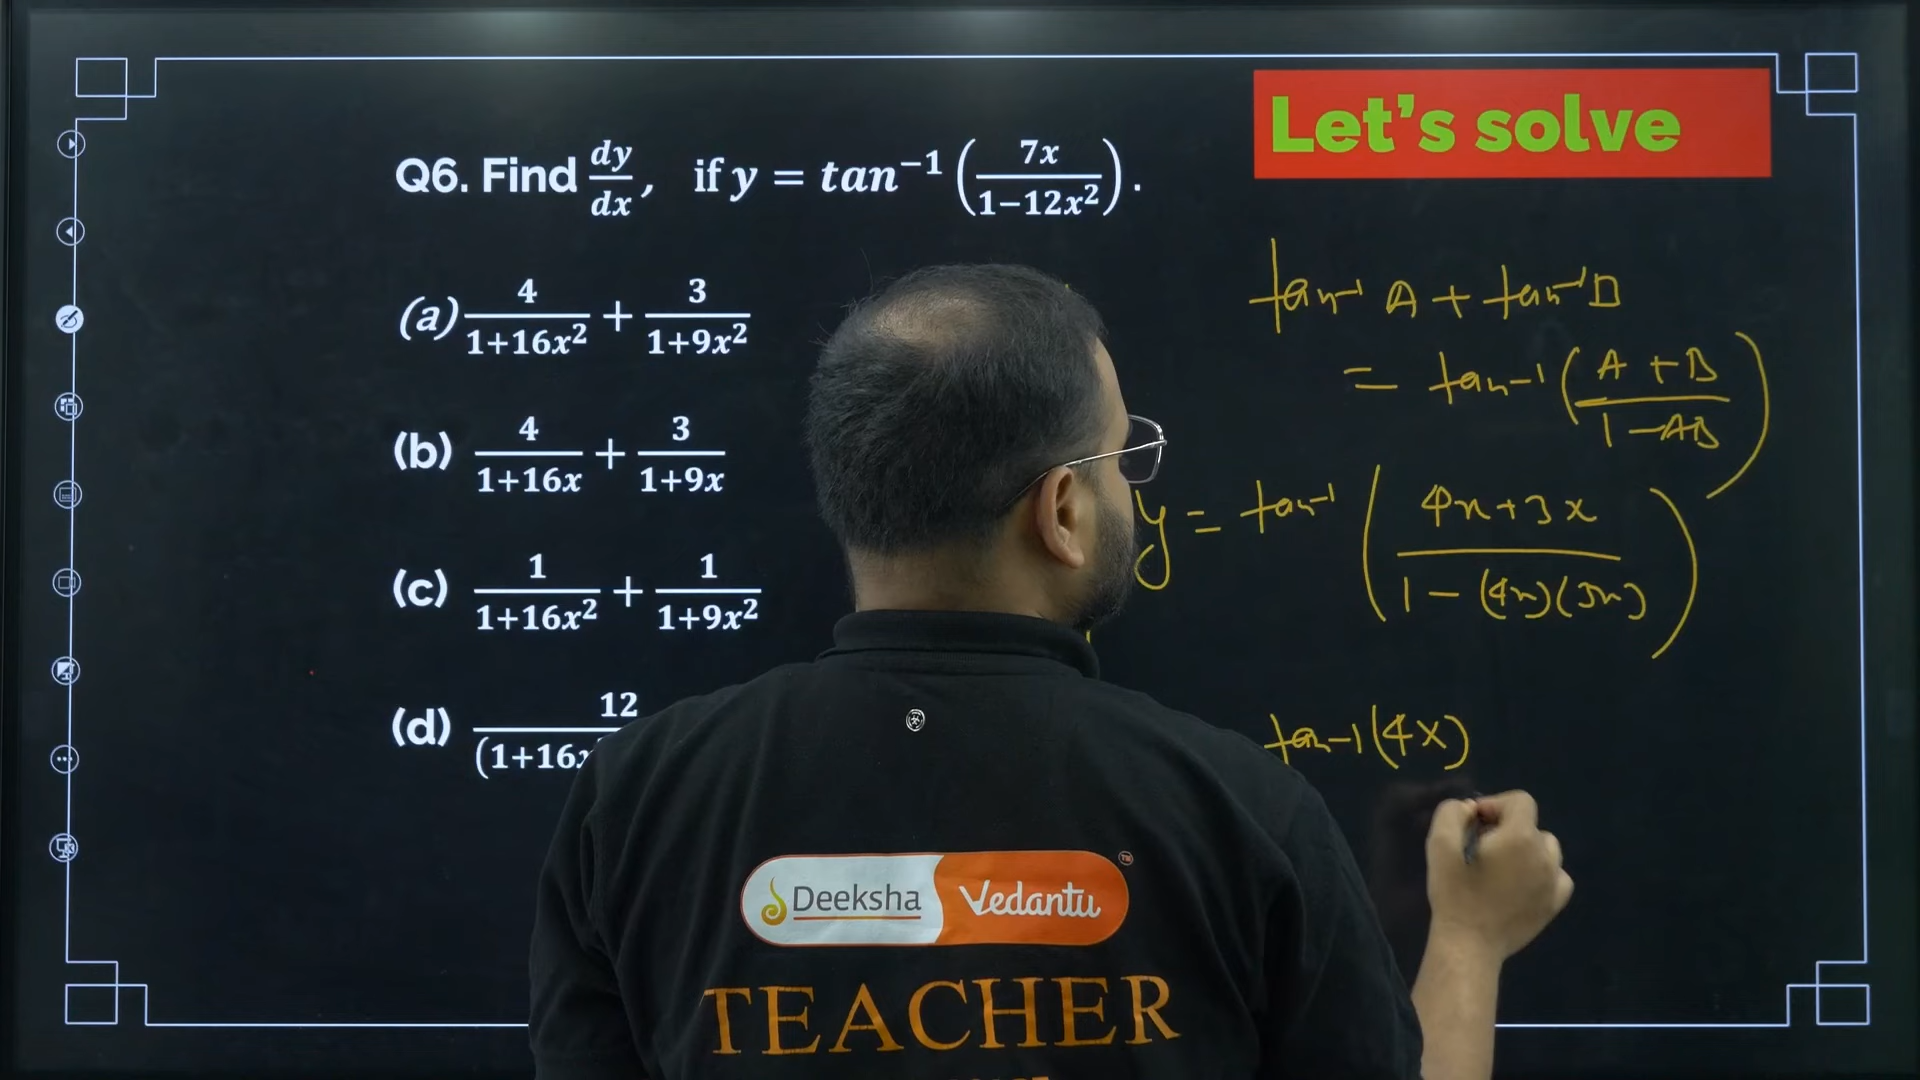 Let's solve
Q6. Find dy/dx, if y = tan⁻¹ (7x/(1−12x²)).
(a) 4/(1+16x²) + 3/(1+9x²)
(b) 4/(1+16x) + 3/(1+9x)
(c) 1/(1+16x²) + 1/(1+9x²)
(d) 12/(1+16x
tan⁻¹ A + tan⁻¹ B
= tan⁻¹ (A + B/(1 − AB))
y = tan⁻¹ (4x+3x/(1 − (4x)(3x)))
tan⁻¹(4x)
Deeksha Vedantu TM
TEACHER